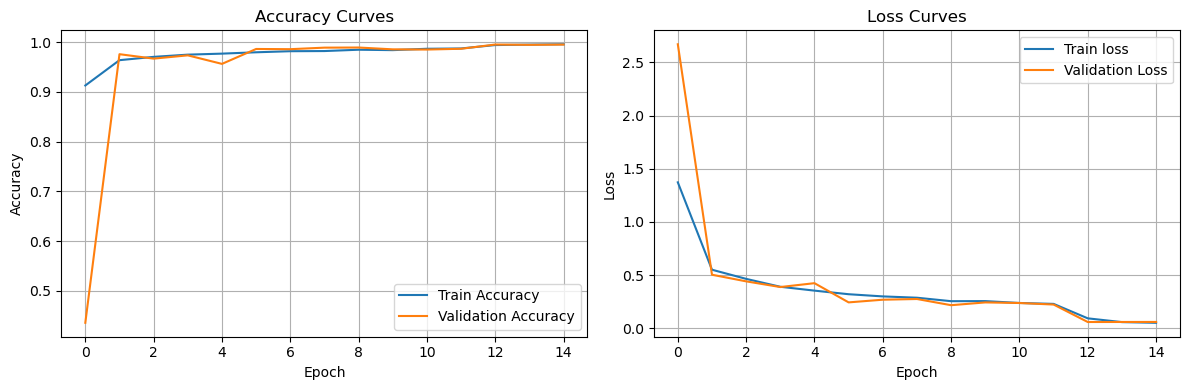 Accuracy Curves
1.0
0.9
0.8
0.7
0.6
0.5
Accuracy
0 2 4 6 8 10 12 14
Epoch
Train Accuracy
Validation Accuracy
Loss Curves
2.5
2.0
1.5
1.0
0.5
0.0
Loss
0 2 4 6 8 10 12 14
Epoch
Train loss
Validation Loss